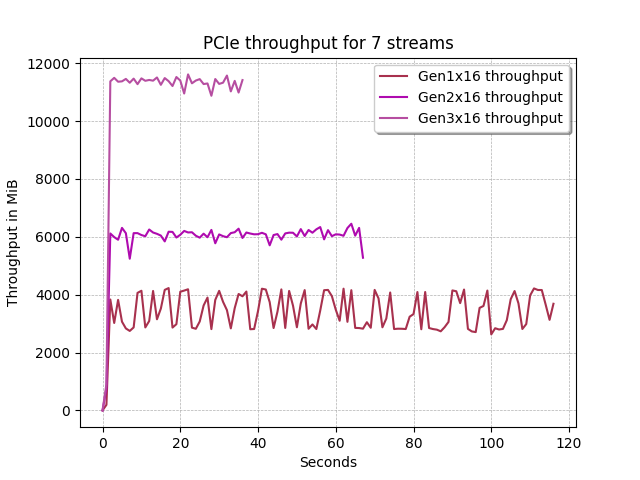 PCIe throughput for 7 streams
Gen1x16 throughput
Gen2x16 throughput
Gen3x16 throughput
Throughput in MiB
12000
10000
8000
6000
4000
2000
0
0 20 40 60 80 100 120
Seconds